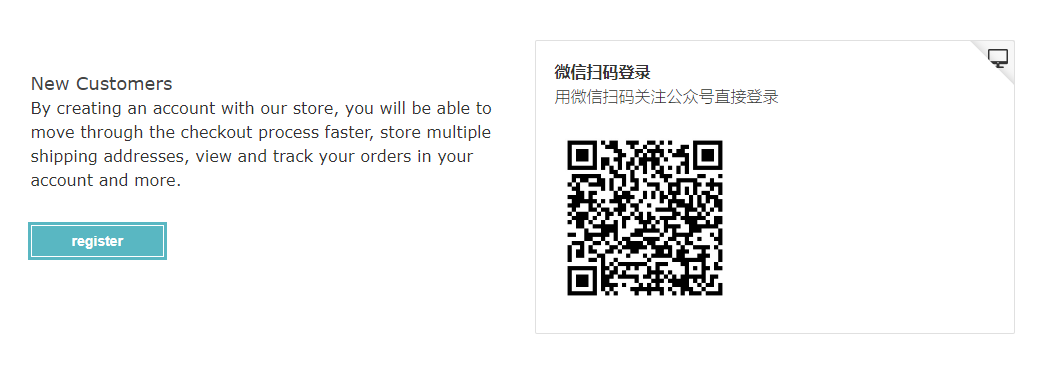 New Customers
By creating an account with our store, you will be able to
move through the checkout process faster, store multiple
shipping addresses, view and track your orders in your
account and more.
register
微信扫码登录
用微信扫码关注公众号直接登录